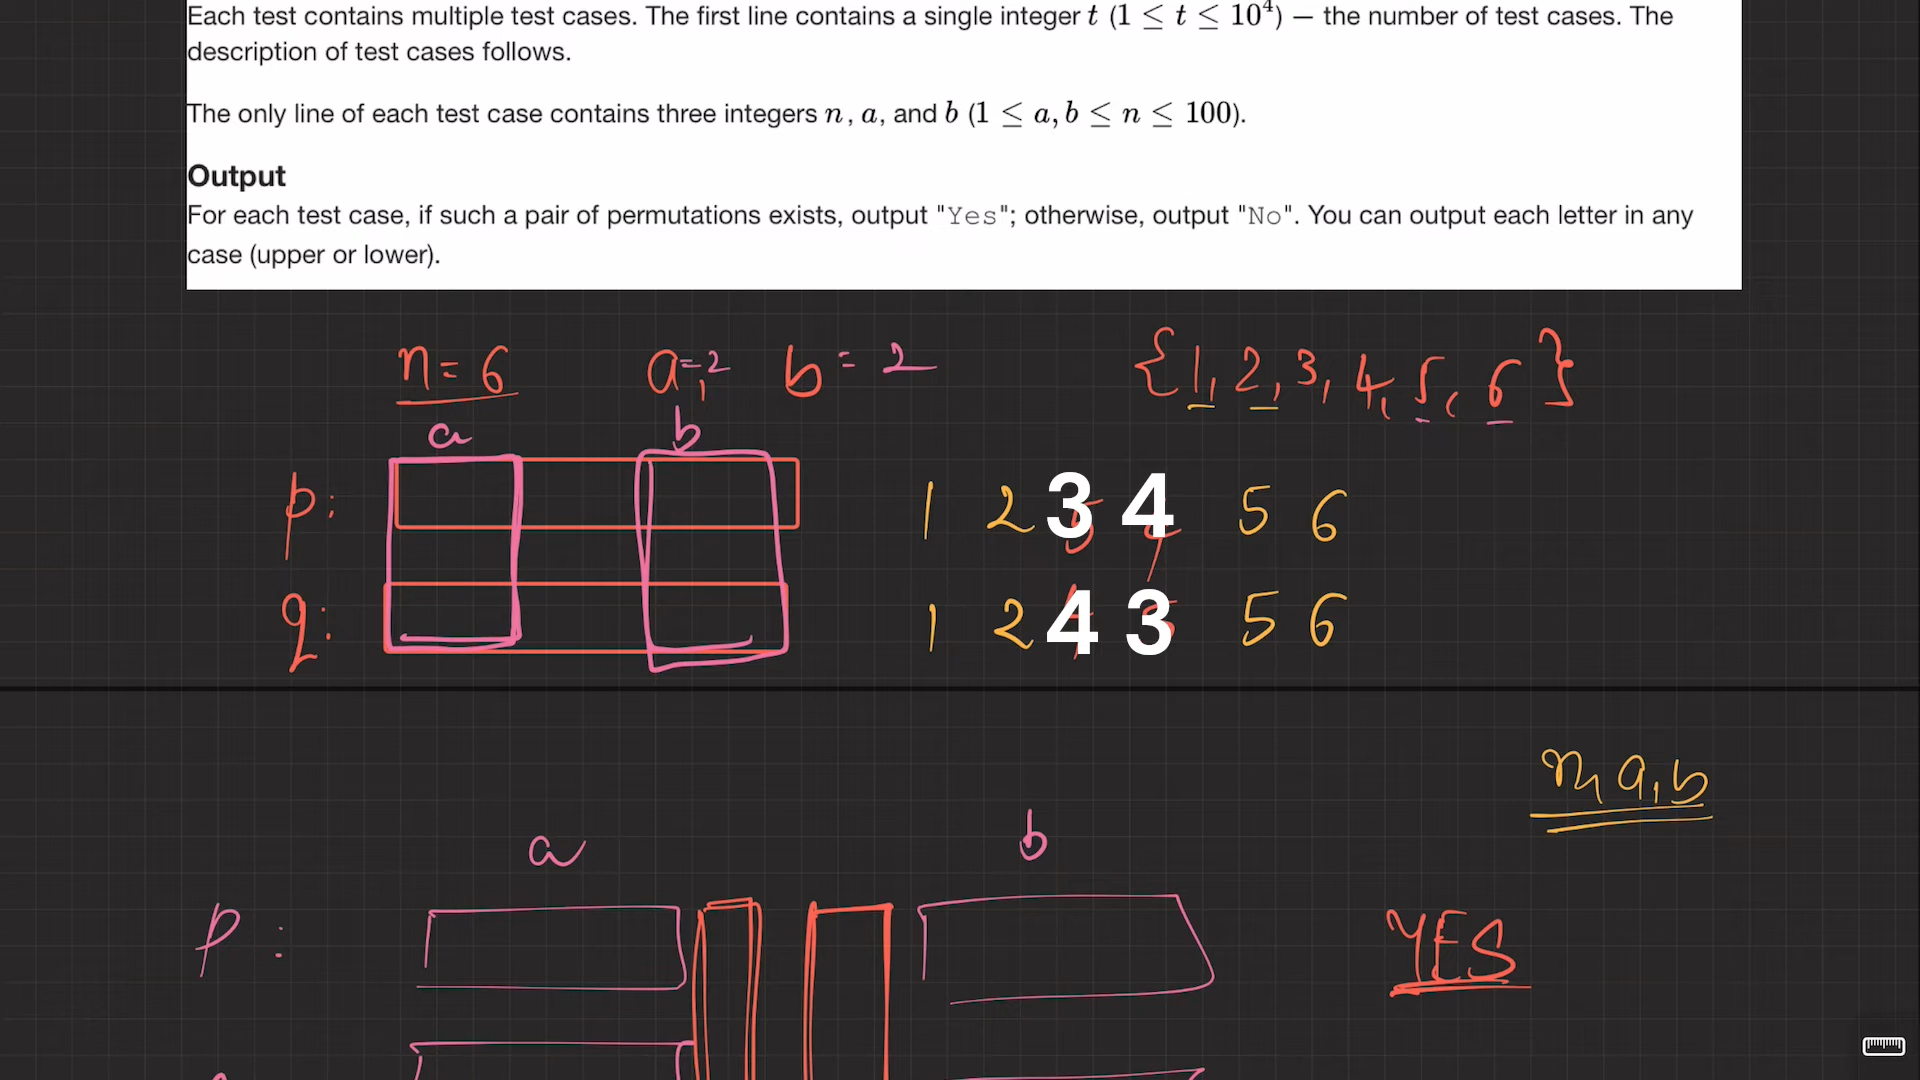 Each test contains multiple test cases. The first line contains a single integer t (1 ≤ t ≤ 10⁴) — the number of test cases. The
description of test cases follows.
The only line of each test case contains three integers n, a, and b (1 ≤ a, b ≤ n ≤ 100).
Output
For each test case, if such a pair of permutations exists, output "Yes"; otherwise, output "No". You can output each letter in any
case (upper or lower).
n = 6 a = 2, b = 2 {1, 2, 3, 4, 5, 6}
a b
p: 1 2 3 4 5 6
q: 1 2 4 3 5 6
n, a, b
a b
p: YES